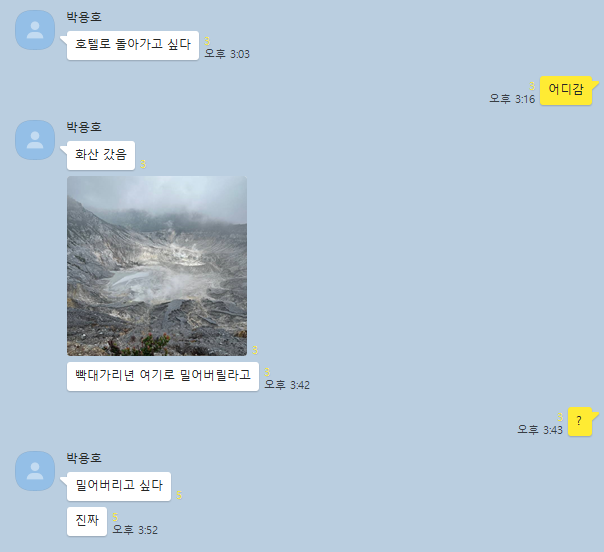 박용호
호텔로 돌아가고 싶다
3
오후 3:03
어디감
3
오후 3:16
박용호
화산 갔음
3
3
빡대가리년 여기로 밀어버릴라고
3
오후 3:42
?
3
오후 3:43
박용호
밀어버리고 싶다
5
진짜
5
오후 3:52